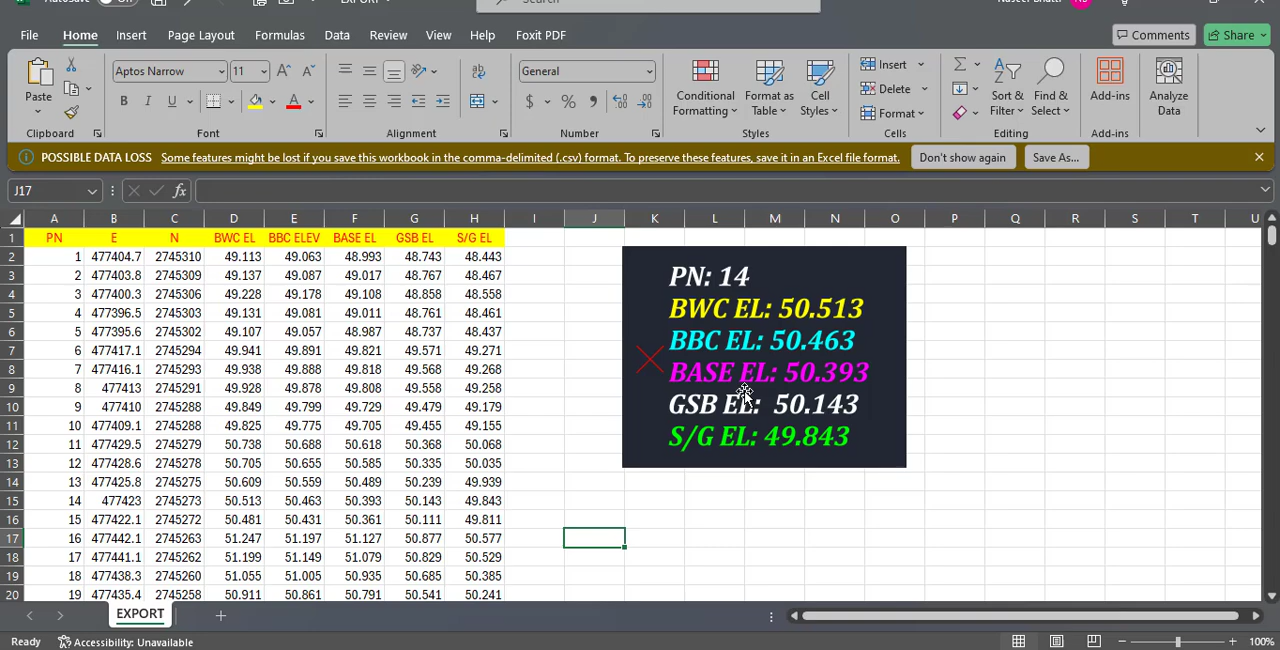 File Home Insert Page Layout Formulas Data Review View Help Foxit PDF Comments Share
Aptos Narrow 11 General Insert
Paste Conditional Formatting Format as Table Cell Styles Delete Sort & Filter Find & Select Add-ins Analyze Data
Format
Clipboard Font Alignment Number Styles Cells Editing Add-ins
POSSIBLE DATA LOSS Some features might be lost if you save this workbook in the comma-delimited (.csv) format. To preserve these features, save it in an Excel file format. Don't show again Save As...
J17 fx
A B C D E F G H I J K L M N O P Q R S T U
1 PN E N BWC EL BBC ELEV BASE EL GSB EL S/G EL
2 1 477404.7 2745310 49.113 49.063 48.993 48.743 48.443
3 2 477403.8 2745309 49.137 49.087 49.017 48.767 48.467
4 3 477400.3 2745306 49.228 49.178 49.108 48.858 48.558
5 4 477396.5 2745303 49.131 49.081 49.011 48.761 48.461
6 5 477395.6 2745302 49.107 49.057 48.987 48.737 48.437
7 6 477417.1 2745294 49.941 49.891 49.821 49.571 49.271
8 7 477416.1 2745293 49.938 49.888 49.818 49.568 49.268
9 8 477413 2745291 49.928 49.878 49.808 49.558 49.258
10 9 477410 2745288 49.849 49.799 49.729 49.479 49.179
11 10 477409.1 2745288 49.825 49.775 49.705 49.455 49.155
12 11 477429.5 2745279 50.738 50.688 50.618 50.368 50.068
13 12 477428.6 2745278 50.705 50.655 50.585 50.335 50.035
14 13 477425.8 2745275 50.609 50.559 50.489 50.239 49.939
15 14 477423 2745273 50.513 50.463 50.393 50.143 49.843
16 15 477422.1 2745272 50.481 50.431 50.361 50.111 49.811
17 16 477442.1 2745263 51.247 51.197 51.127 50.877 50.577
18 17 477441.1 2745262 51.199 51.149 51.079 50.829 50.529
19 18 477438.3 2745260 51.055 51.005 50.935 50.685 50.385
20 19 477435.4 2745258 50.911 50.861 50.791 50.541 50.241
PN: 14
BWC EL: 50.513
BBC EL: 50.463
BASE EL: 50.393
GSB EL: 50.143
S/G EL: 49.843
EXPORT
Ready Accessibility: Unavailable 100%